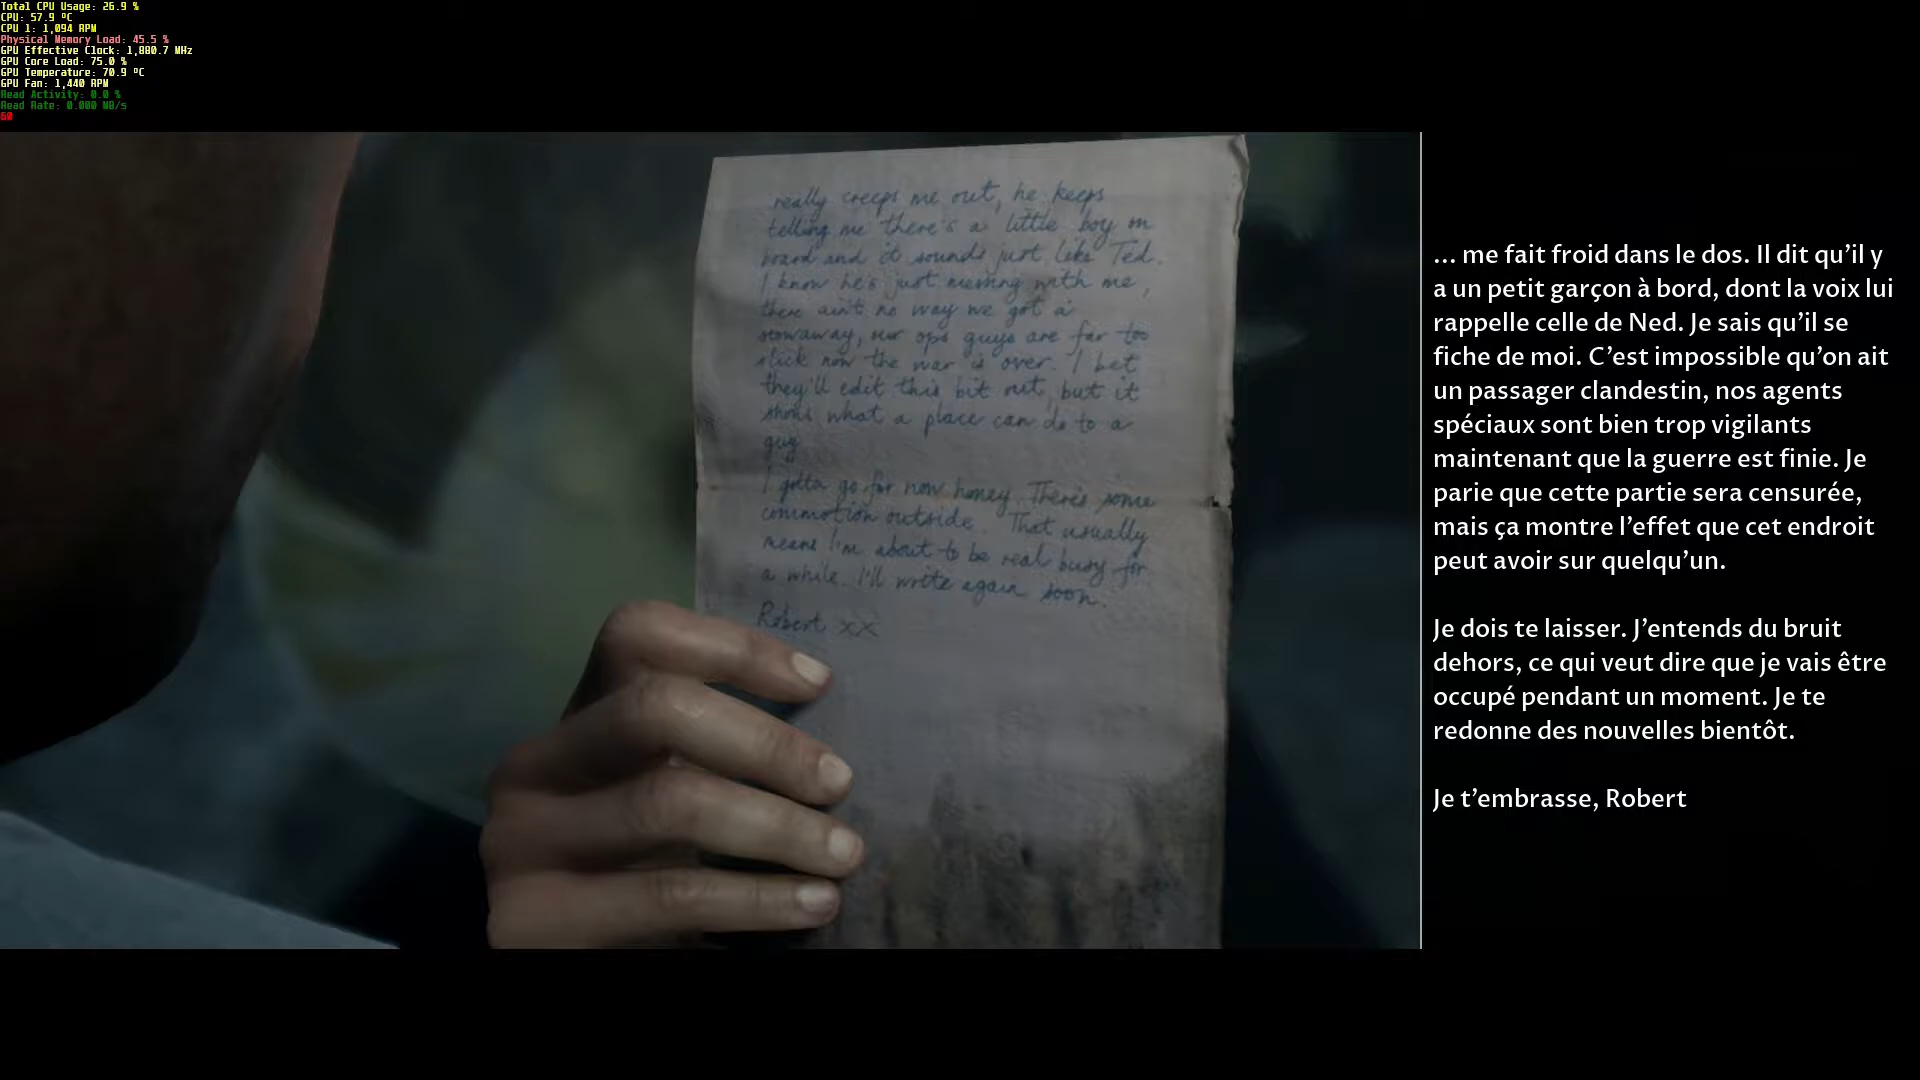 Total CPU Usage: 26.9 %
CPU: 57.9 ºC
CPU 1: 1,094 RPM
Physical Memory Load: 45.5 %
GPU Effective Clock: 1,880.7 MHz
GPU Core Load: 75.0 %
GPU Temperature: 70.9 ºC
GPU Fan: 1,440 RPM
Read Activity: 0.0 %
Read Rate: 0.000 MB/s
60
really creeps me out, he keeps
telling me there's a little boy on
board and it sounds just like Ted.
I know he's just messing with me,
there ain't no way we got a
stowaway, our ops guys are far too
slick now the war is over. I bet
they'll edit this bit out, but it
shows what a place can do to a
guy
I gotta go for now honey. There's some
commotion outside. That usually
means I'm about to be real busy for
a while. I'll write again soon.
Robert xx
... me fait froid dans le dos. Il dit qu'il y
a un petit garçon à bord, dont la voix lui
rappelle celle de Ned. Je sais qu'il se
fiche de moi. C'est impossible qu'on ait
un passager clandestin, nos agents
spéciaux sont bien trop vigilants
maintenant que la guerre est finie. Je
parie que cette partie sera censurée,
mais ça montre l'effet que cet endroit
peut avoir sur quelqu'un.
Je dois te laisser. J'entends du bruit
dehors, ce qui veut dire que je vais être
occupé pendant un moment. Je te
redonne des nouvelles bientôt.
Je t'embrasse, Robert